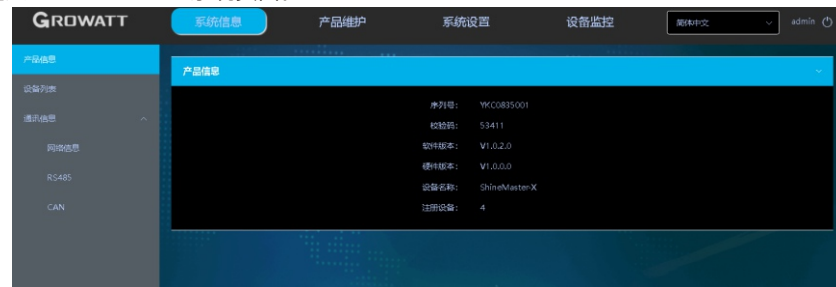 GROWATT 系统信息 产品维护 系统设置 设备监控 简体中文 admin
产品信息
设备列表
通讯信息
网络信息
RS485
CAN
产品信息
序列号: YKC0835001
校验码: 53411
软件版本: V1.0.2.0
硬件版本: V1.0.0.0
设备名称: ShineMaster-X
注册设备: 4